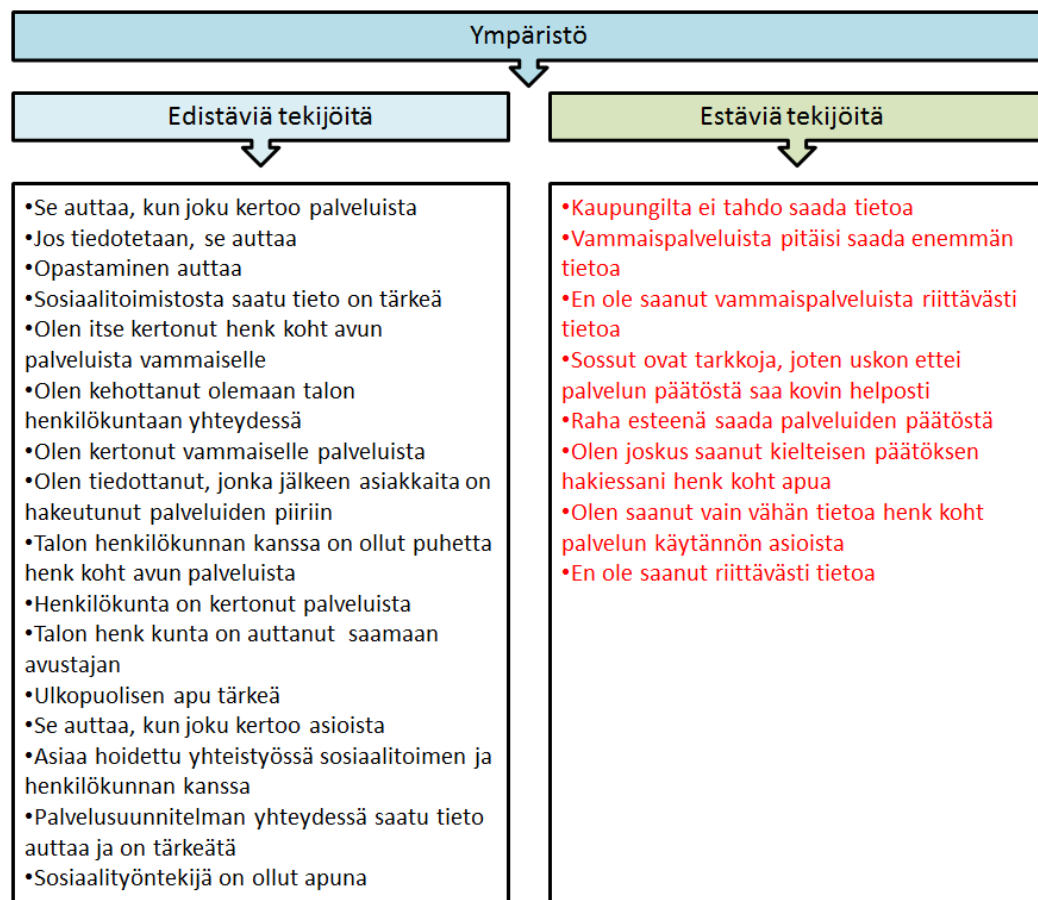 Ympäristö
Edistäviä tekijöitä
•Se auttaa, kun joku kertoo palveluista
•Jos tiedotetaan, se auttaa
•Opastaminen auttaa
•Sosiaalitoimistosta saatu tieto on tärkeä
•Olen itse kertonut henk koht avun
palveluista vammaiselle
•Olen kehottanut olemaan talon
henkilökuntaan yhteydessä
•Olen kertonut vammaiselle palveluista
•Olen tiedottanut, jonka jälkeen asiakkaita on
hakeutunut palveluiden piiriin
•Talon henkilökunnan kanssa on ollut puhetta
henk koht avun palveluista
•Henkilökunta on kertonut palveluista
•Talon henk kunta on auttanut saamaan
avustajan
•Ulkopuolisen apu tärkeä
•Se auttaa, kun joku kertoo asioista
•Asiaa hoidettu yhteistyössä sosiaalitoimen ja
henkilökunnan kanssa
•Palvelusuunnitelman yhteydessä saatu tieto
auttaa ja on tärkeätä
•Sosiaalityöntekijä on ollut apuna
Estäviä tekijöitä
•Kaupungilta ei tahdo saada tietoa
•Vammaispalveluista pitäisi saada enemmän
tietoa
•En ole saanut vammaispalveluista riittävästi
tietoa
•Sossut ovat tarkkoja, joten uskon ettei
palvelun päätöstä saa kovin helposti
•Raha esteenä saada palveluiden päätöstä
•Olen joskus saanut kielteisen päätöksen
hakiessani henk koht apua
•Olen saanut vain vähän tietoa henk koht
palvelun käytännön asioista
•En ole saanut riittävästi tietoa